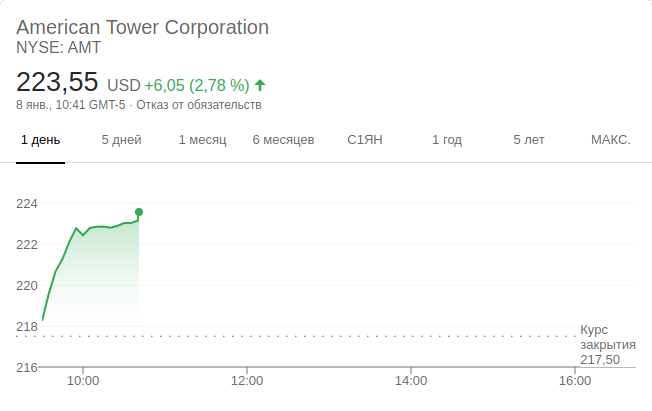 American Tower Corporation
NYSE: AMT
223,55 USD +6,05 (2,78 %)
8 янв., 10:41 GMT-5 · Отказ от обязательств
1 день 5 дней 1 месяц 6 месяцев С1ЯН 1 год 5 лет МАКС.
224
222
220
218
Курс
закрытия
217,50
216
10:00 12:00 14:00 16:00